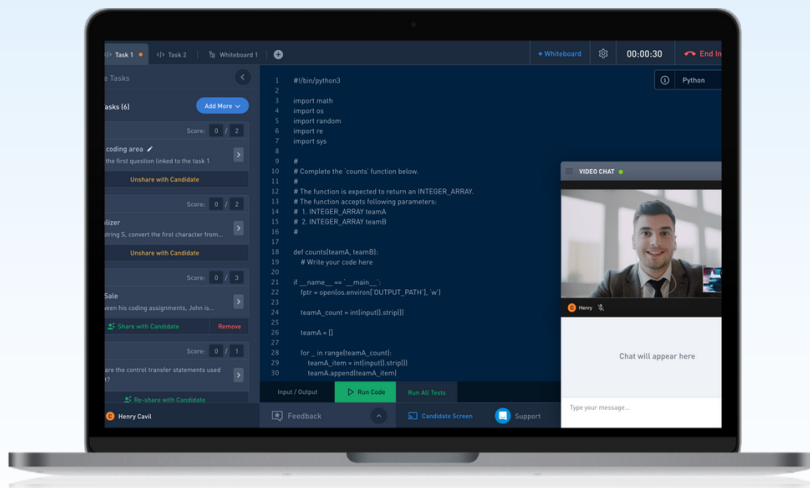 Task 1
</> Task 2
Whiteboard 1
+ Whiteboard
00:00:30
End In
e Tasks
asks (6)
Add More
Score: 0 / 2
coding area
the first question linked to the task 1
Unshare with Candidate
Score: 0 / 2
alizer
string S, convert the first character from...
Unshare with Candidate
Score: 0 / 3
Sale
ween his coding assignments, John is...
Share with Candidate
Remove
Score: 0 / 1
are the control transfer statements used
t?
Re-share with Candidate
C Henry Cavil
1 #!/bin/python3
2
3 import math
4 import os
5 import random
6 import re
7 import sys
8
9 #
10 # Complete the 'counts' function below.
11 #
12 # The function is expected to return an INTEGER_ARRAY.
13 # The function accepts following parameters:
14 # 1. INTEGER_ARRAY teamA
15 # 2. INTEGER_ARRAY teamB
16 #
17
18 def counts(teamA, teamB):
19 # Write your code here
20
21 if __name__ == '__main__':
22 fptr = open(os.environ['OUTPUT_PATH'], 'w')
23
24 teamA_count = int(input().strip())
25
26 teamA = []
27
28 for _ in range(teamA_count):
29 teamA_item = int(input().strip())
30 teamA.append(teamA_item)
Python
Input / Output
Run Code
Run All Tests
Feedback
Candidate Screen
Support
VIDEO CHAT
Henry
Chat will appear here
Type your message...